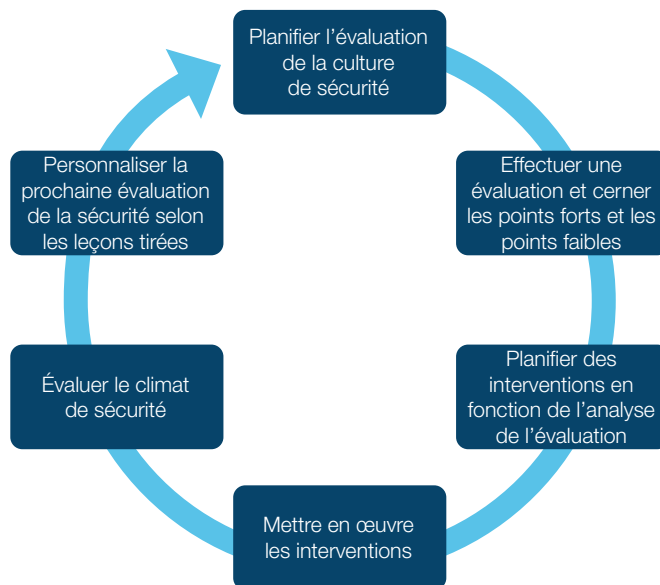 Planifier l’évaluation
de la culture
de sécurité
Effectuer une
évaluation et cerner
les points forts et les
points faibles
Planifier des
interventions en
fonction de l’analyse
de l’évaluation
Mettre en œuvre
les interventions
Évaluer le climat
de sécurité
Personnaliser la
prochaine évaluation
de la sécurité selon
les leçons tirées